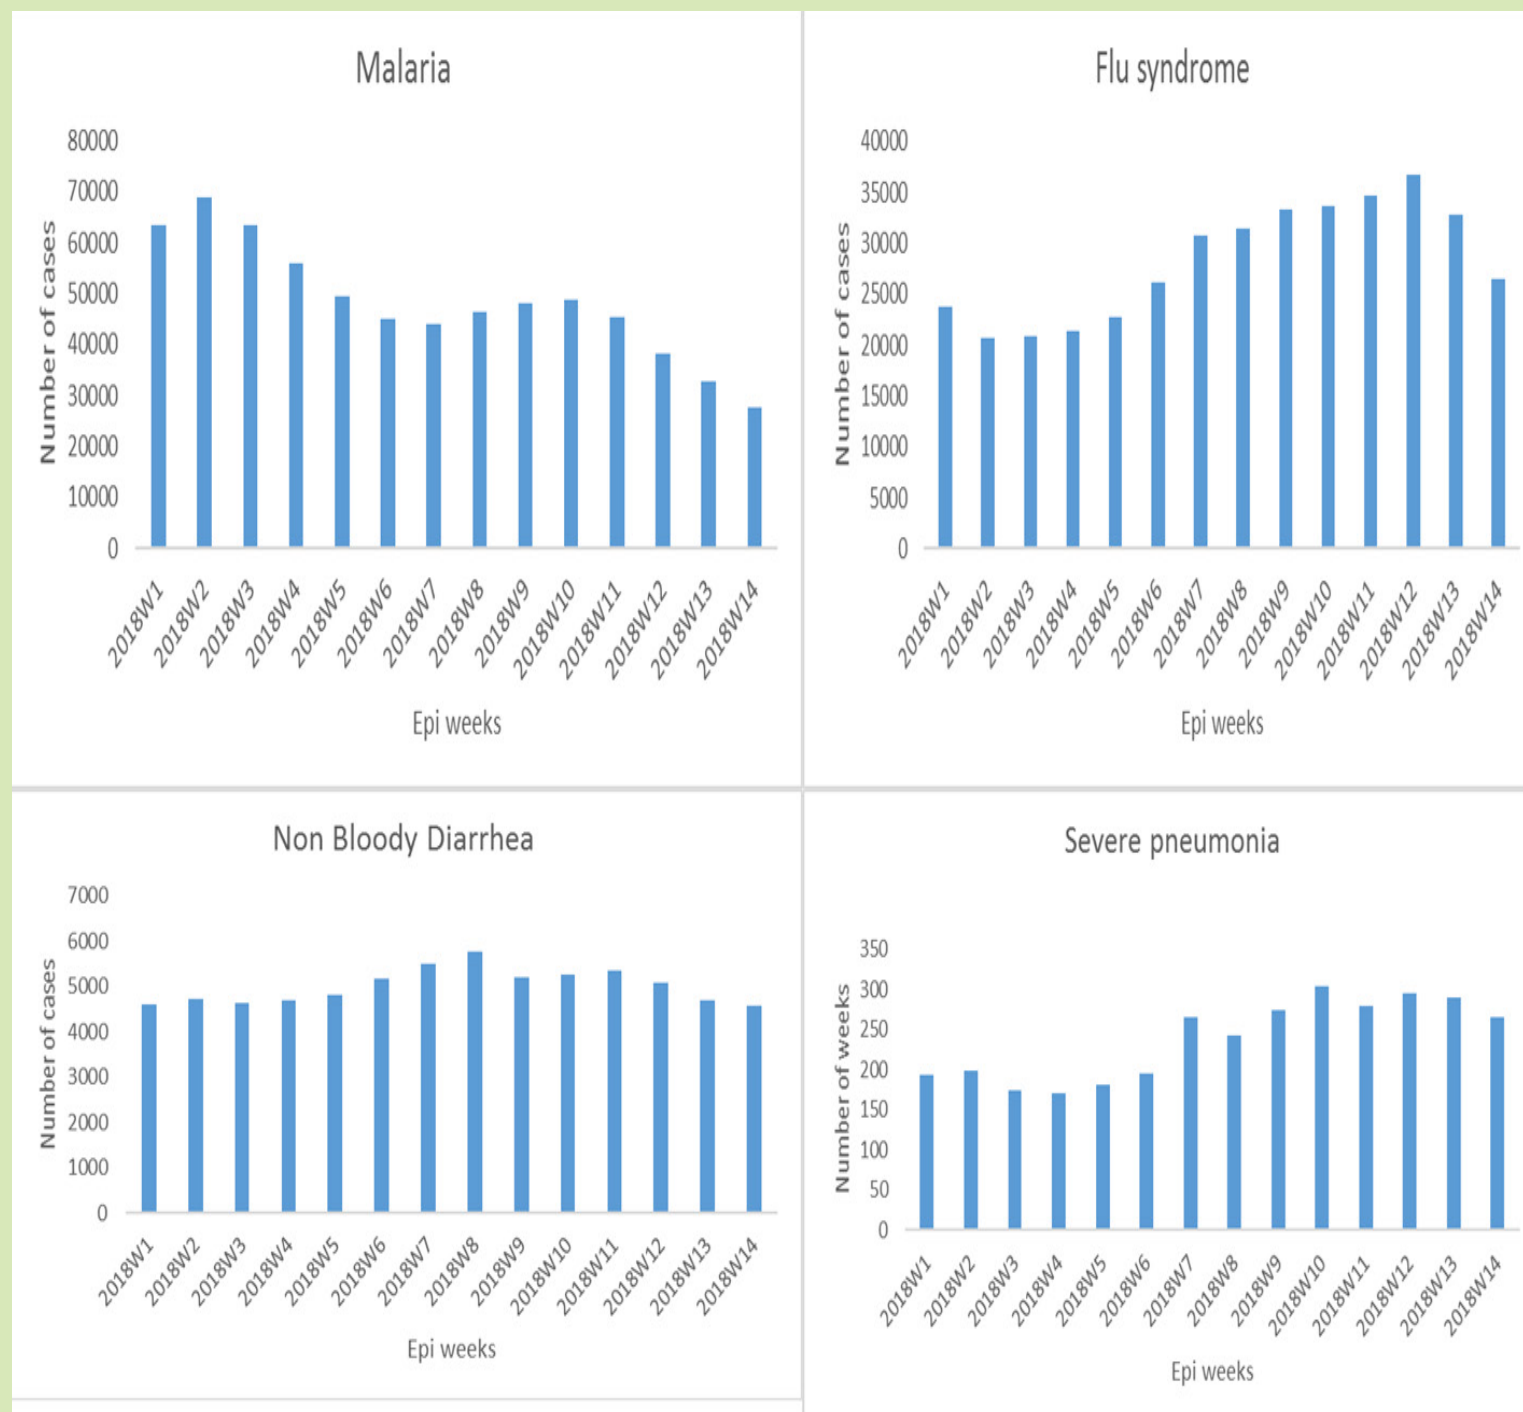 Malaria
80000
70000
60000
50000
40000
30000
20000
10000
0
Number of cases
2018W1
2018W2
2018W3
2018W4
2018W5
2018W6
2018W7
2018W8
2018W9
2018W10
2018W11
2018W12
2018W13
2018W14
Epi weeks
Flu syndrome
40000
35000
30000
25000
20000
15000
10000
5000
0
Number of cases
2018W1
2018W2
2018W3
2018W4
2018W5
2018W6
2018W7
2018W8
2018W9
2018W10
2018W11
2018W12
2018W13
2018W14
Epi weeks
Non Bloody Diarrhea
7000
6000
5000
4000
3000
2000
1000
0
Number of cases
2018W1
2018W2
2018W3
2018W4
2018W5
2018W6
2018W7
2018W8
2018W9
2018W10
2018W11
2018W12
2018W13
2018W14
Epi weeks
Severe pneumonia
350
300
250
200
150
100
50
0
Number of weeks
2018W1
2018W2
2018W3
2018W4
2018W5
2018W6
2018W7
2018W8
2018W9
2018W10
2018W11
2018W12
2018W13
2018W14
Epi weeks